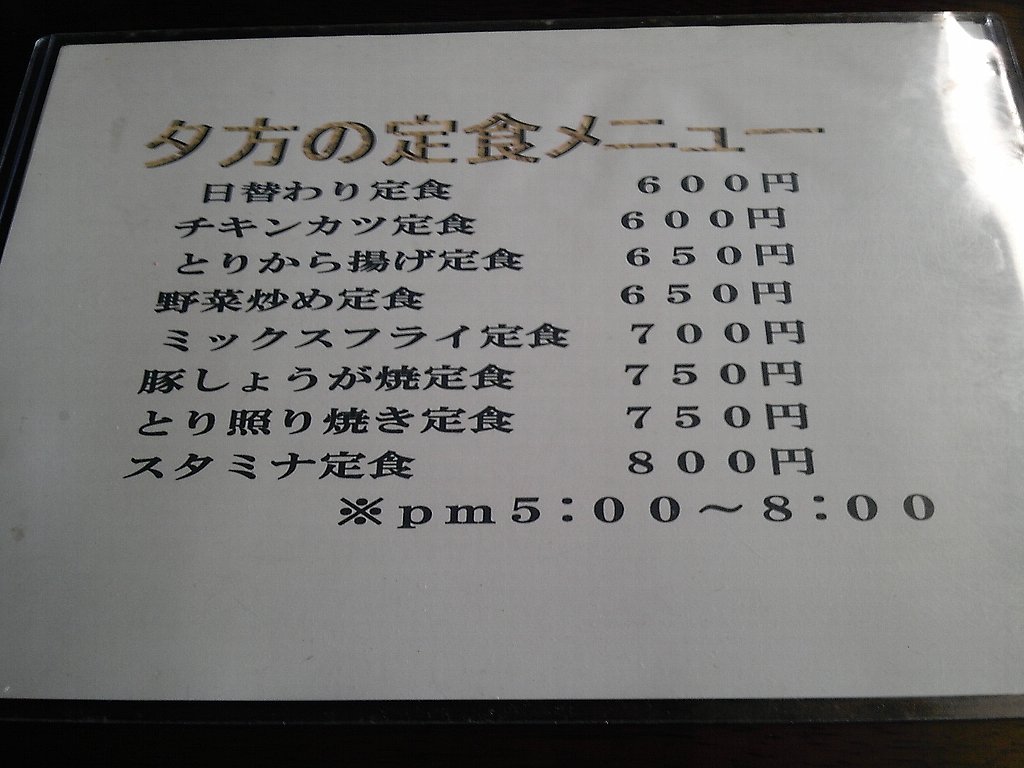 夕方の定食メニュー
日替わり定食 600円
チキンカツ定食 600円
とりから揚げ定食 650円
野菜炒め定食 650円
ミックスフライ定食 700円
豚しょうが焼定食 750円
とり照り焼き定食 750円
スタミナ定食 800円
※pm5:00~8:00